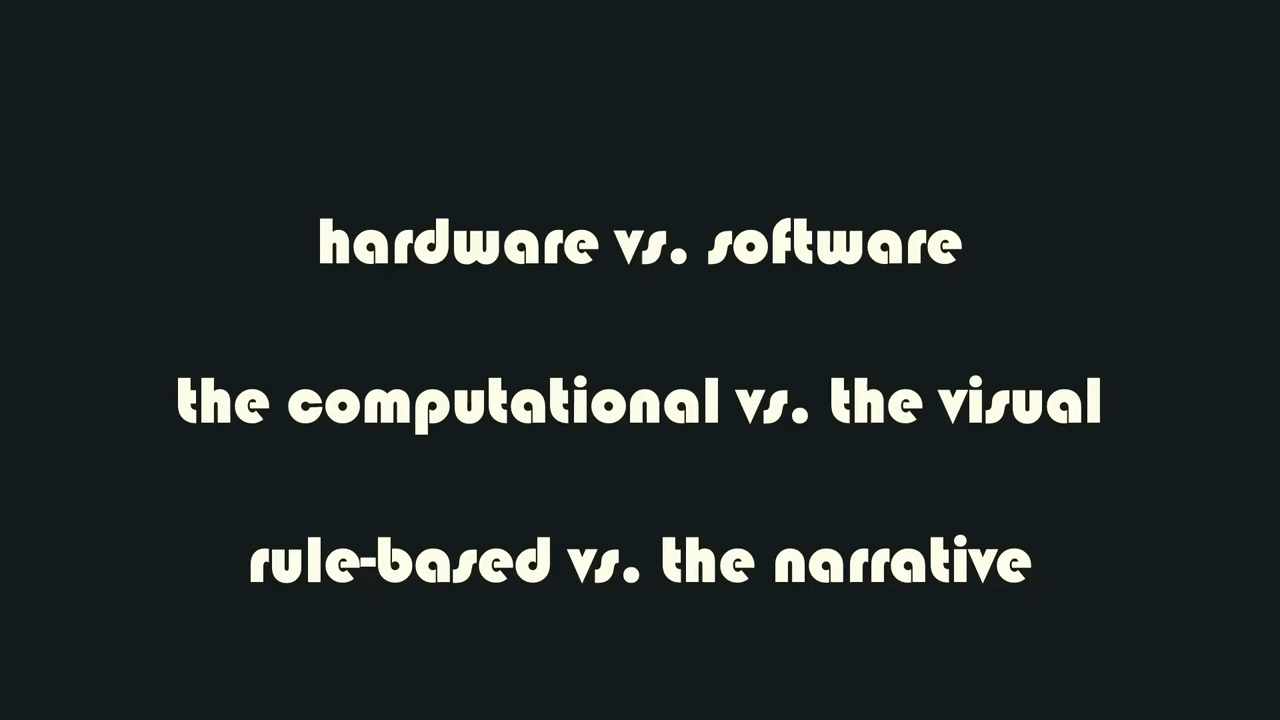 hardware vs. software
the computational vs. the visual
rule-based vs. the narrative